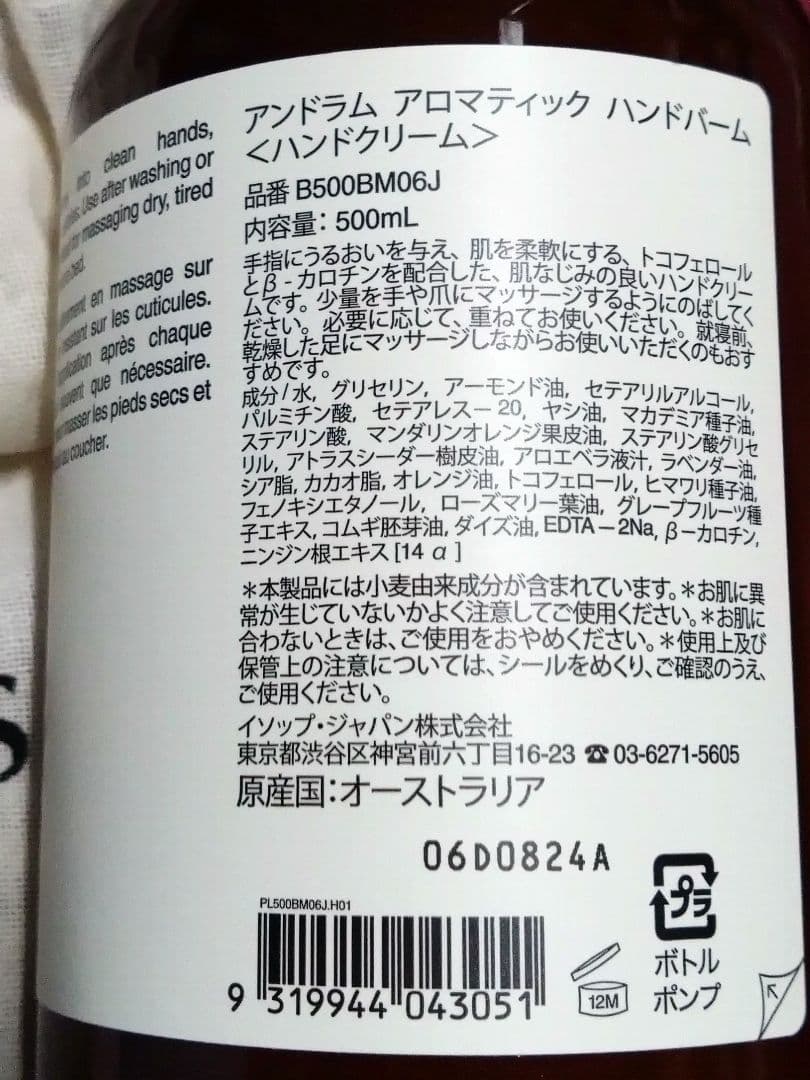 into clean hands,
Use after washing or
for massaging dry, tired
bed.
en massage sur
insistant sur les cuticules.
application après chaque
souvent que nécessaire.
masser les pieds secs et
au coucher.
アンドラム アロマティック ハンドバーム
<ハンドクリーム>
品番 B500BM06J
内容量: 500mL
手指にうるおいを与え、肌を柔軟にする、トコフェロール
とβ-カロチンを配合した、肌なじみの良いハンドクリー
ムです。少量を手や爪にマッサージするようにのばしてく
ださい。必要に応じて、重ねてお使いください。就寝前、
乾燥した足にマッサージしながらお使いいただくのもおす
すめです。
成分/水, グリセリン, アーモンド油, セテアリルアルコール,
パルミチン酸, セテアレス－20, ヤシ油, マカデミア種子油,
ステアリン酸, マンダリンオレンジ果皮油, ステアリン酸グリセ
リル, アトラスシーダー樹皮油, アロエベラ液汁, ラベンダー油,
シア脂, カカオ脂, オレンジ油, トコフェロール, ヒマワリ種子油,
フェノキシエタノール, ローズマリー葉油, グレープフルーツ種
子エキス, コムギ胚芽油, ダイズ油, EDTA－2Na, β－カロチン,
ニンジン根エキス [14 α ]
＊本製品には小麦由来成分が含まれています。＊お肌に異
常が生じていないかよく注意してご使用ください。＊お肌に
合わないときは、ご使用をおやめください。＊使用上及び
保管上の注意については、シールをめくり、ご確認のうえ、
ご使用ください。
イソップ・ジャパン株式会社
東京都渋谷区神宮前六丁目16-23 ☎03-6271-5605
原産国:オーストラリア
06D0824A
PL500BM06J.H01
9 319944 043051
12M
プラ
ボトル
ポンプ
S